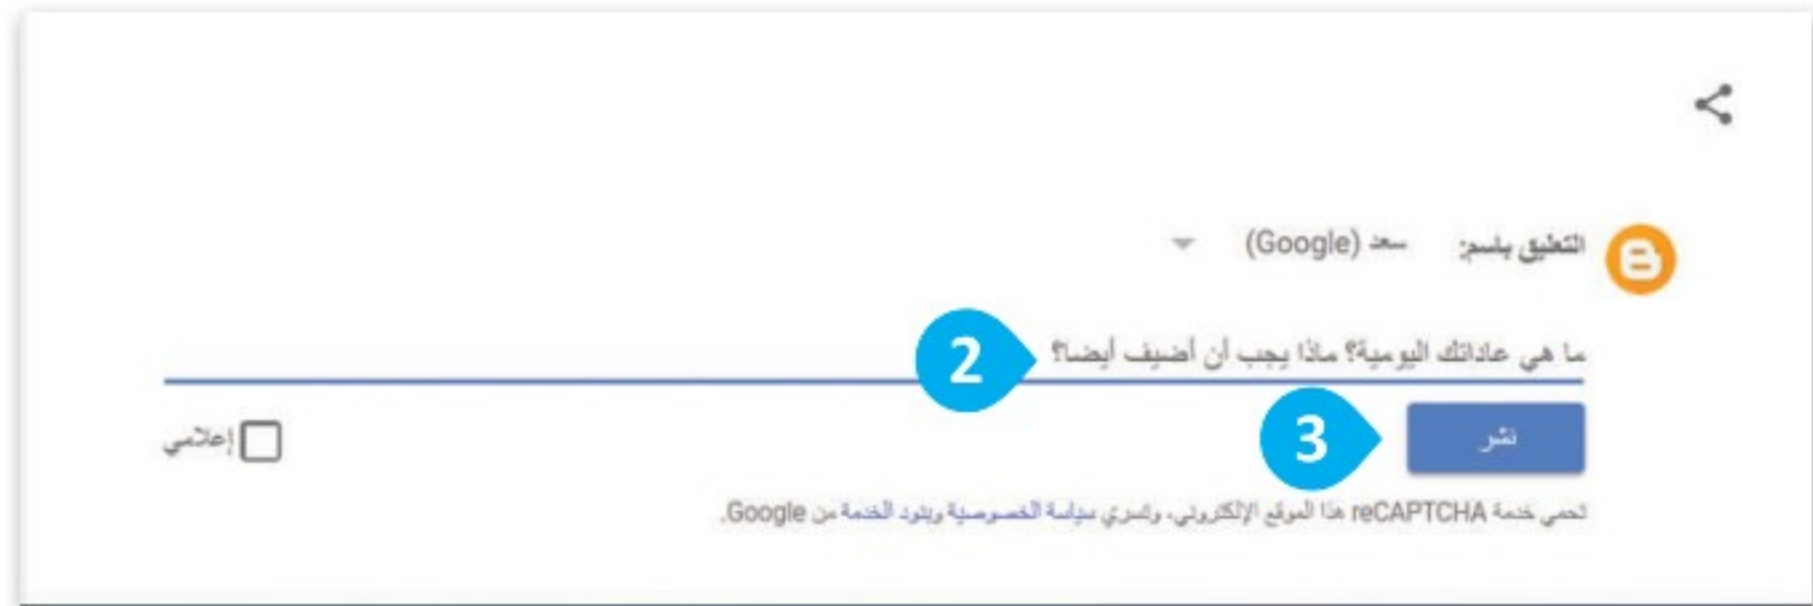 التعليق باسم: سعد (Google)
ما هي عاداتك اليومية؟ ماذا يجب أن أضيف أيضا؟
2
3
نشر
إعلامي
تحمي خدمة reCAPTCHA هذا الموقع الإلكتروني، وتسري سياسة الخصوصية وبنود الخدمة من Google.